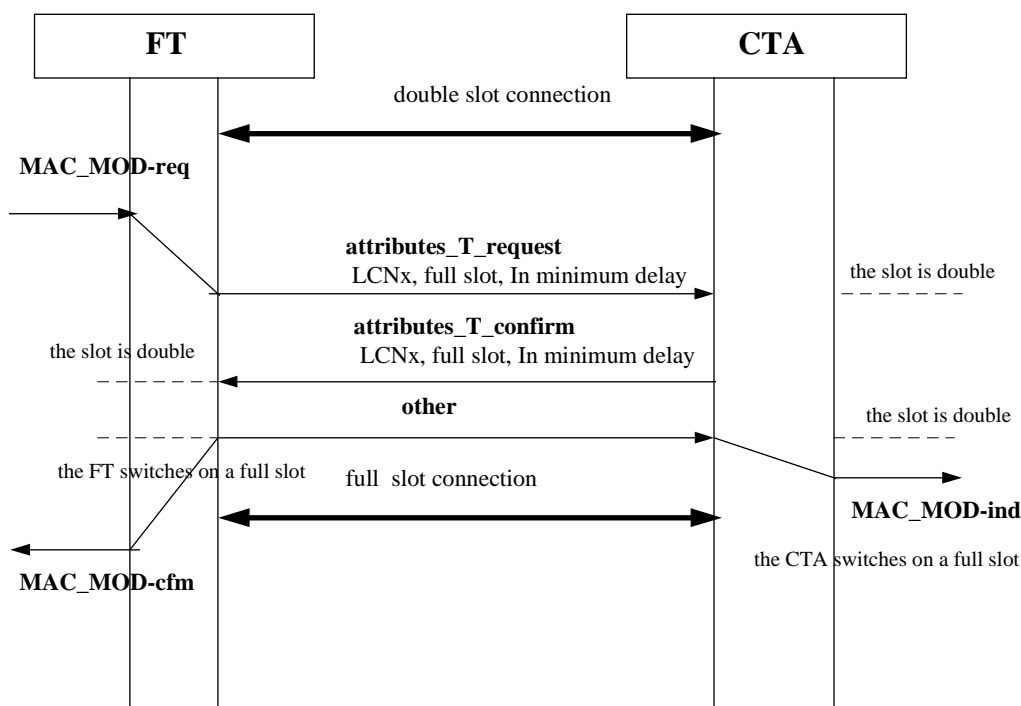 FT
CTA
double slot connection
MAC_MOD-req
attributes_T_request
LCNx, full slot, In minimum delay
the slot is double
attributes_T_confirm
the slot is double
LCNx, full slot, In minimum delay
other
the slot is double
the FT switches on a full slot
full slot connection
MAC_MOD-ind
the CTA switches on a full slot
MAC_MOD-cfm